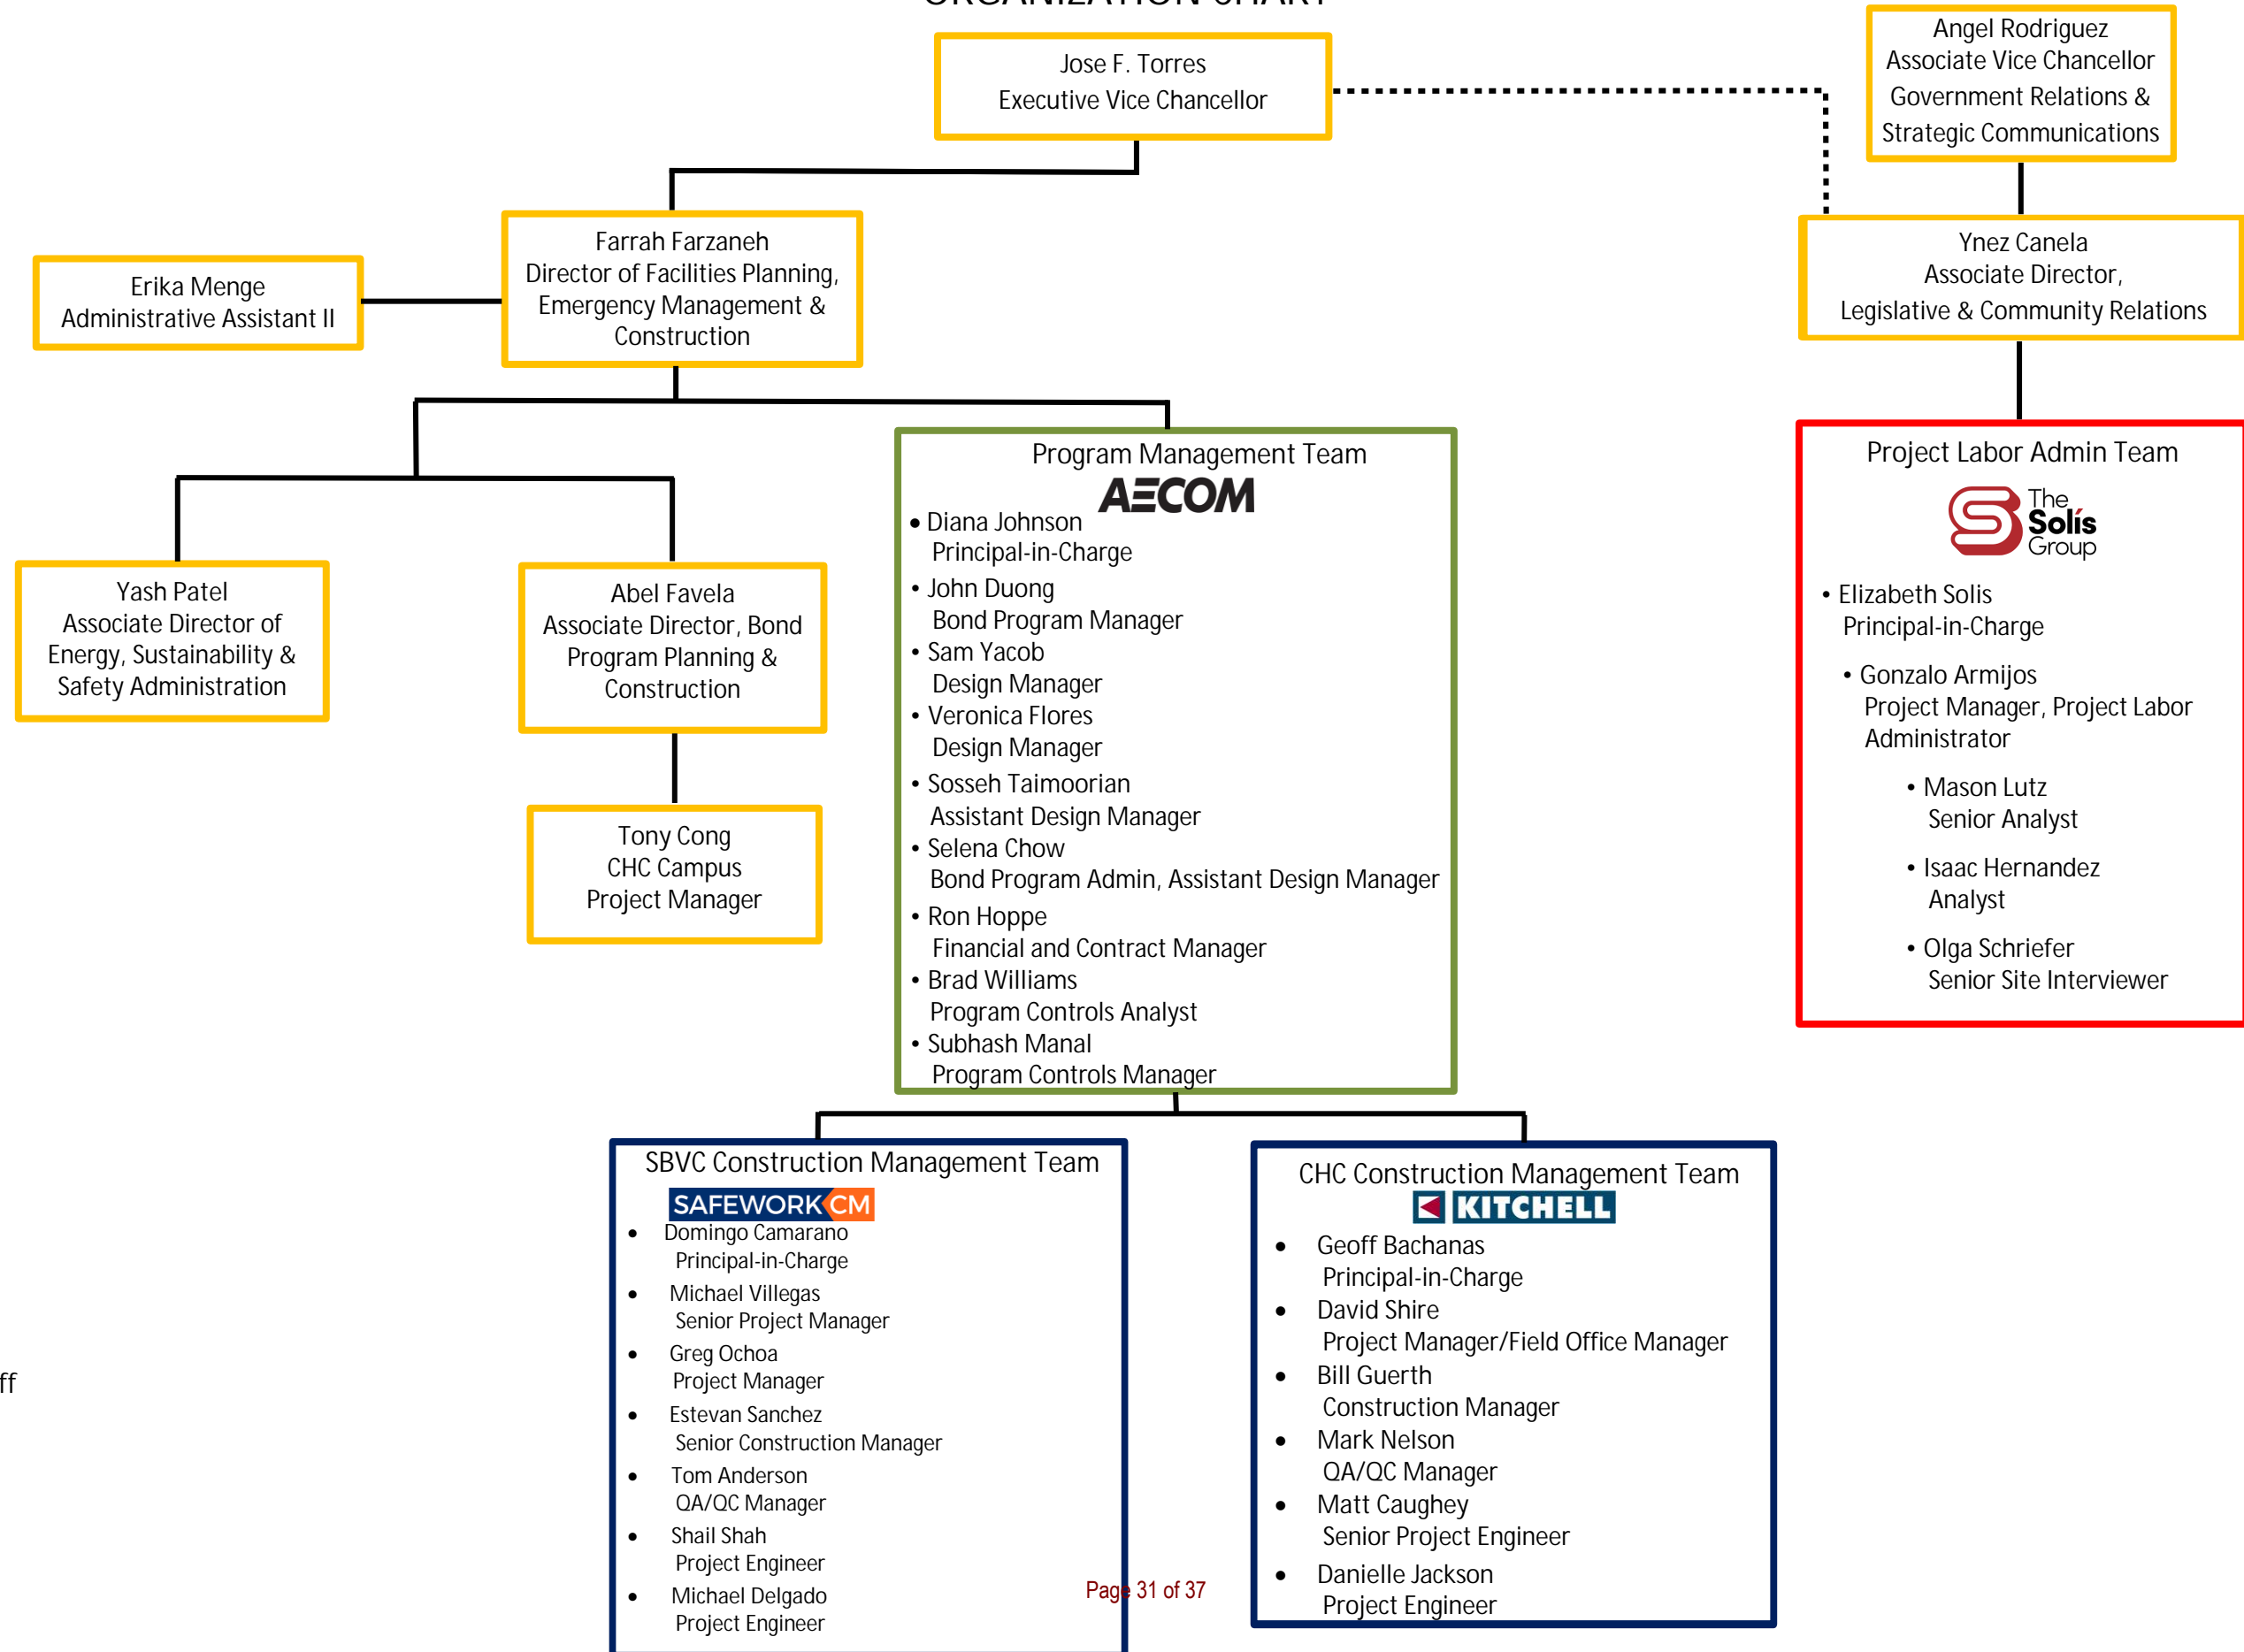 ORGANIZATION CHART
Jose F. Torres
Executive Vice Chancellor
Angel Rodriguez
Associate Vice Chancellor
Government Relations &
Strategic Communications
Farrah Farzaneh
Director of Facilities Planning,
Emergency Management &
Construction
Erika Menge
Administrative Assistant II
Ynez Canela
Associate Director,
Legislative & Community Relations
Yash Patel
Associate Director of
Energy, Sustainability &
Safety Administration
Abel Favela
Associate Director, Bond
Program Planning &
Construction
Tony Cong
CHC Campus
Project Manager
Program Management Team
AECOM
• Diana Johnson
Principal-in-Charge
• John Duong
Bond Program Manager
• Sam Yacob
Design Manager
• Veronica Flores
Design Manager
• Sosseh Taimoorian
Assistant Design Manager
• Selena Chow
Bond Program Admin, Assistant Design Manager
• Ron Hoppe
Financial and Contract Manager
• Brad Williams
Program Controls Analyst
• Subhash Manal
Program Controls Manager
Project Labor Admin Team
The
Solís
Group
• Elizabeth Solis
Principal-in-Charge
• Gonzalo Armijos
Project Manager, Project Labor
Administrator
• Mason Lutz
Senior Analyst
• Isaac Hernandez
Analyst
• Olga Schriefer
Senior Site Interviewer
SBVC Construction Management Team
SAFEWORK CM
• Domingo Camarano
Principal-in-Charge
• Michael Villegas
Senior Project Manager
• Greg Ochoa
Project Manager
• Estevan Sanchez
Senior Construction Manager
• Tom Anderson
QA/QC Manager
• Shail Shah
Project Engineer
• Michael Delgado
Project Engineer
CHC Construction Management Team
KITCHELL
• Geoff Bachanas
Principal-in-Charge
• David Shire
Project Manager/Field Office Manager
• Bill Guerth
Construction Manager
• Mark Nelson
QA/QC Manager
• Matt Caughey
Senior Project Engineer
• Danielle Jackson
Project Engineer
ff
Page 31 of 37